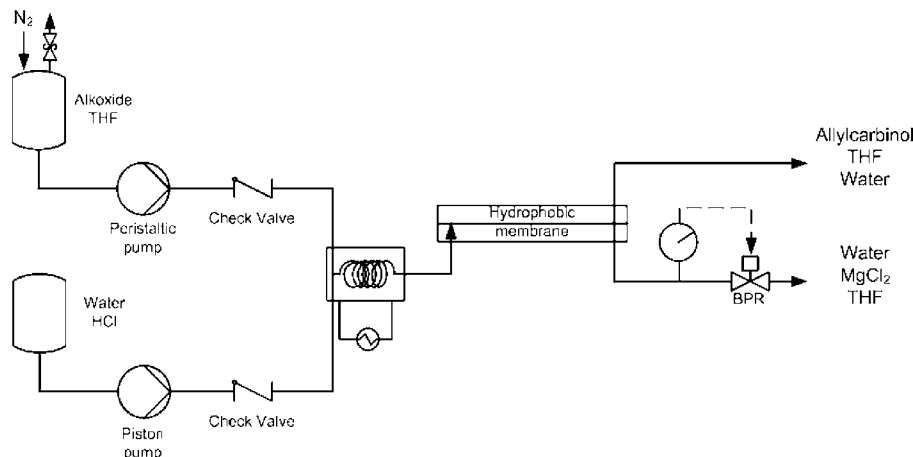 N2
Alkoxide
THF
Peristaltic
pump
Check Valve
Water
HCl
Piston
pump
Check Valve
Hydrophobic
membrane
BPR
Allylcarbinol
THF
Water
Water
MgCl2
THF